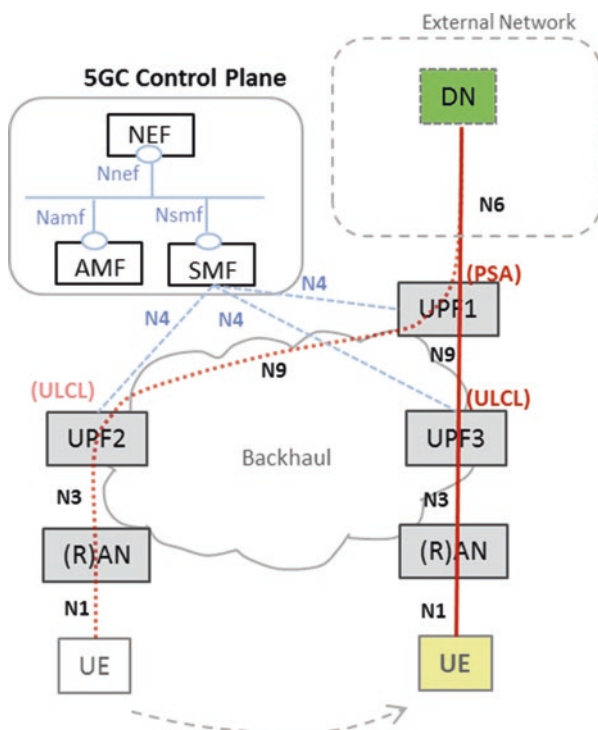 External Network
5GC Control Plane
DN
NEF
Nnef
Namf
Nsmf
N6
AMF
SMF
(PSA)
N4
UPF1
N4
N4
N9
N9
(ULCL)
(ULCL)
UPF2
UPF3
Backhaul
N3
N3
(R)AN
(R)AN
N1
N1
UE
UE